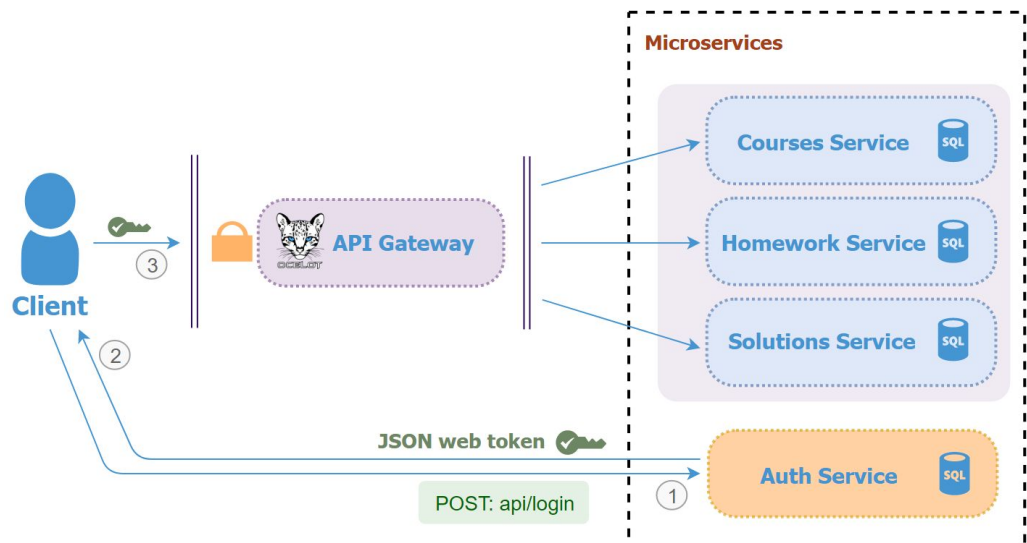 Microservices
Courses Service
SQL
API Gateway
OCELOT
Homework Service
SQL
3
Client
Solutions Service
SQL
2
JSON web token
Auth Service
SQL
1
POST: api/login